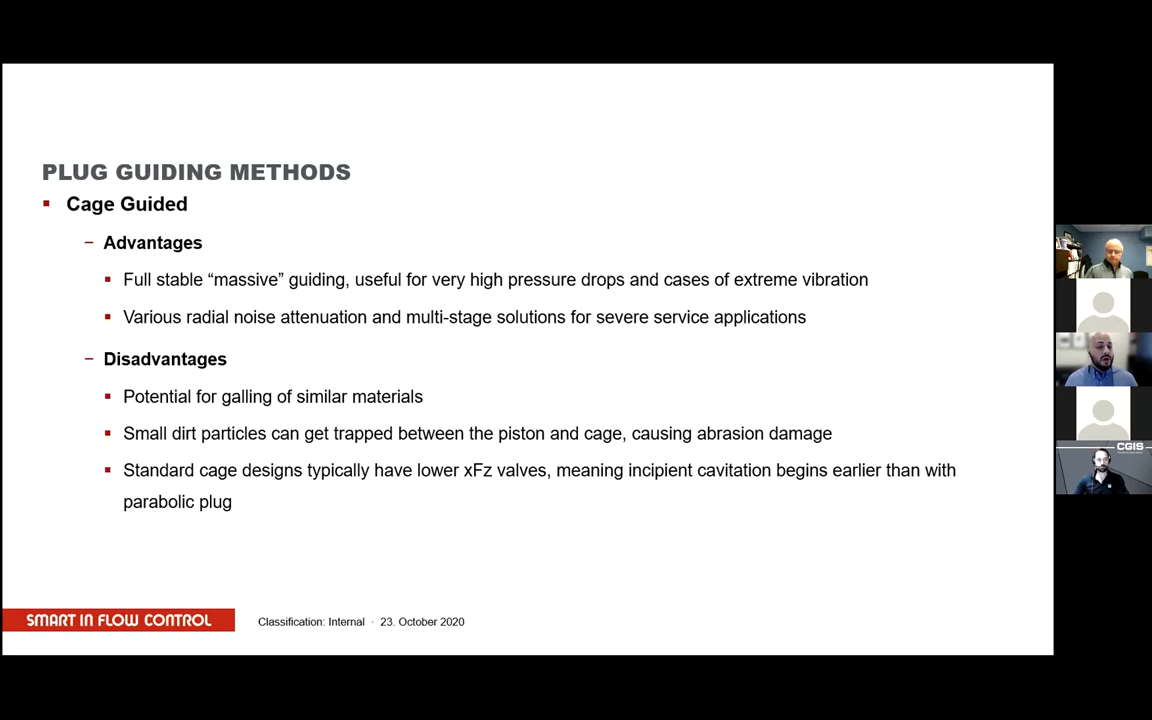 PLUG GUIDING METHODS
▪ Cage Guided
– Advantages
▪ Full stable “massive” guiding, useful for very high pressure drops and cases of extreme vibration
▪ Various radial noise attenuation and multi-stage solutions for severe service applications
– Disadvantages
▪ Potential for galling of similar materials
▪ Small dirt particles can get trapped between the piston and cage, causing abrasion damage
▪ Standard cage designs typically have lower xFz valves, meaning incipient cavitation begins earlier than with
parabolic plug
SMART IN FLOW CONTROL
Classification: Internal · 23. October 2020
CGIS